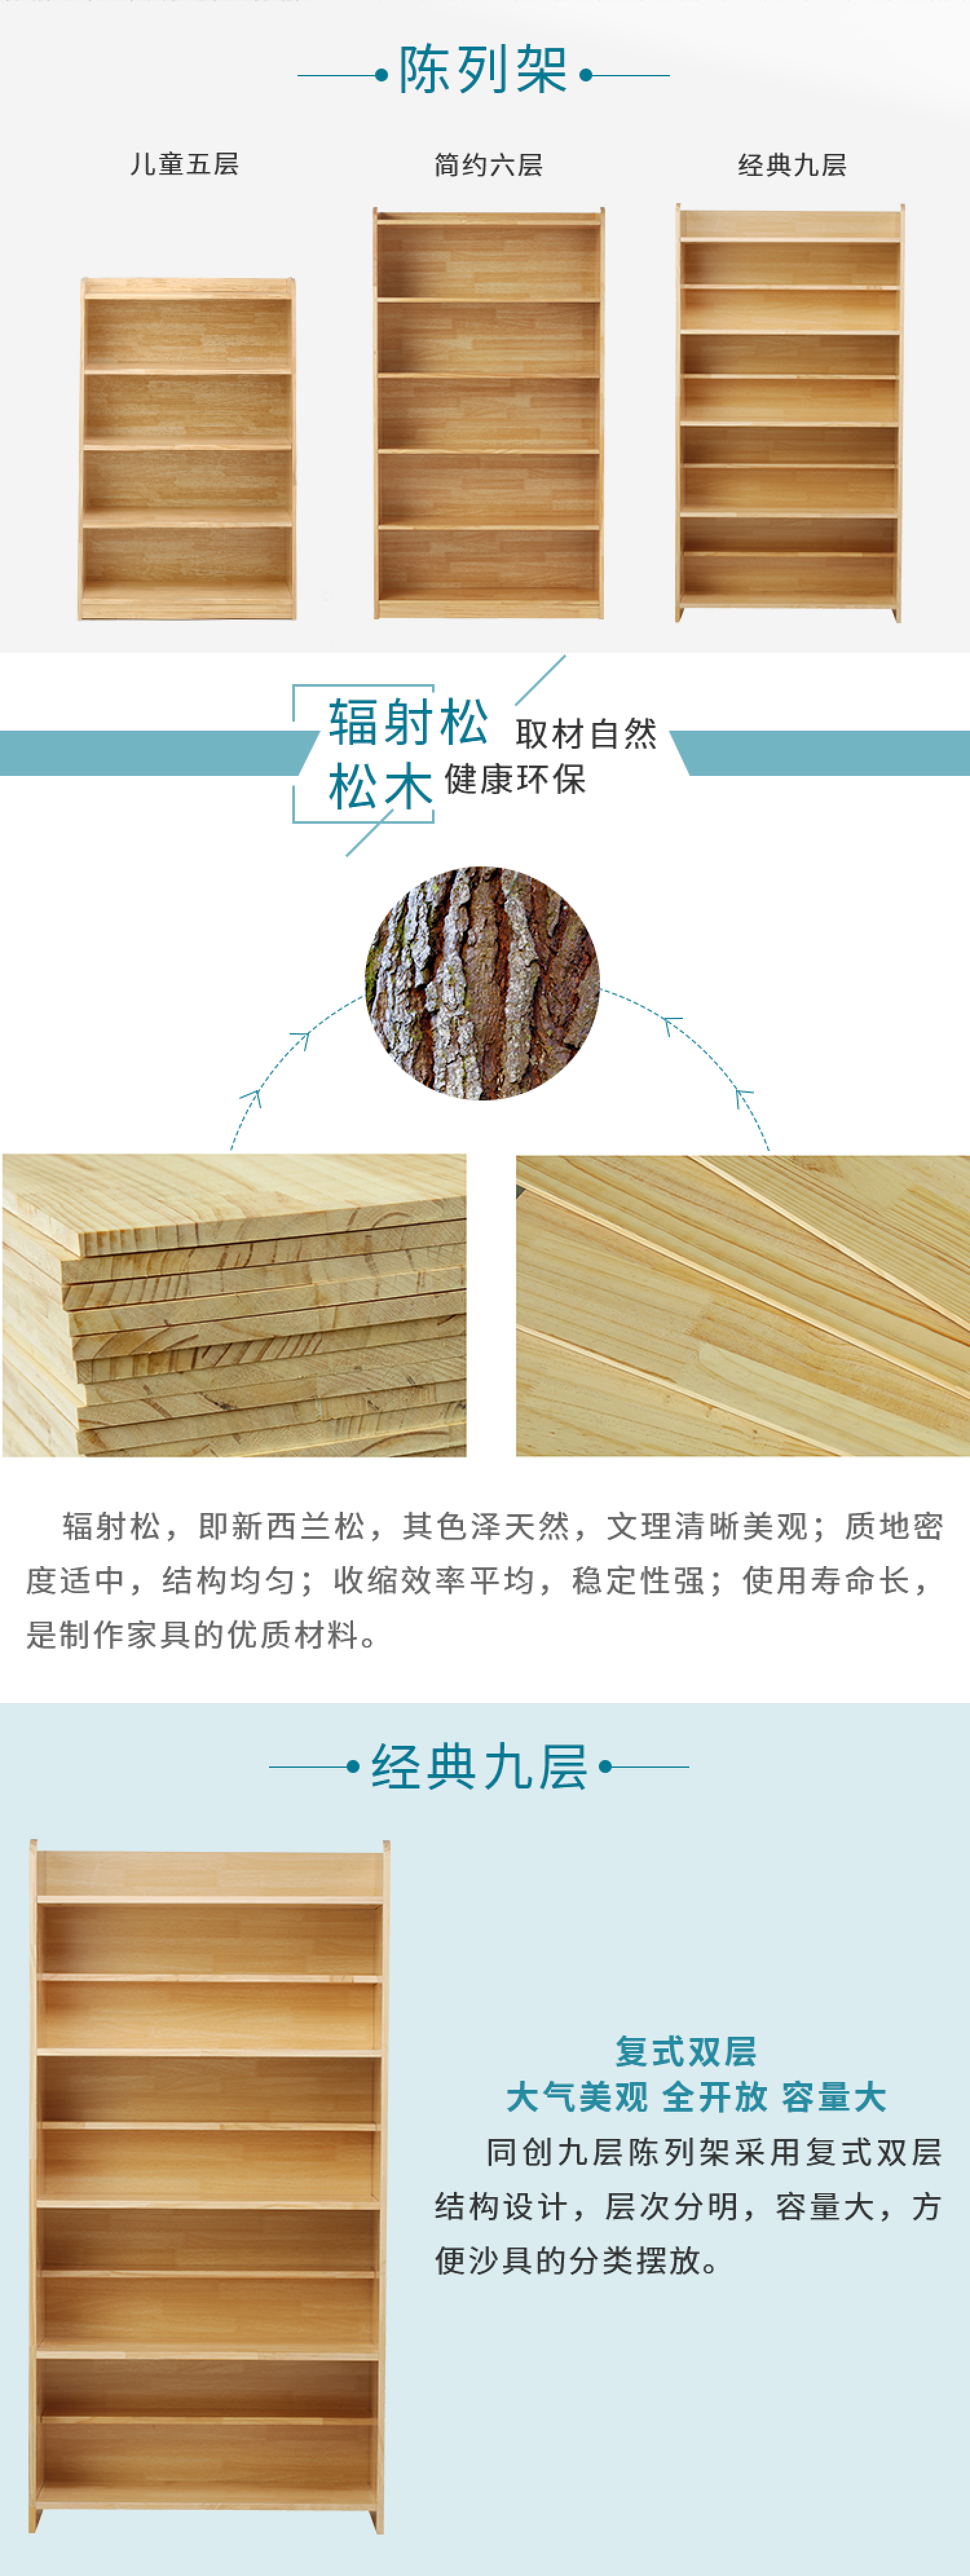 陈列架
儿童五层
简约六层
经典九层
辐射松 取材自然
松木 健康环保
辐射松，即新西兰松，其色泽天然，文理清晰美观；质地密
度适中，结构均匀；收缩效率平均，稳定性强；使用寿命长，
是制作家具的优质材料。
经典九层
复式双层
大气美观 全开放 容量大
同创九层陈列架采用复式双层
结构设计，层次分明，容量大，方
便沙具的分类摆放。